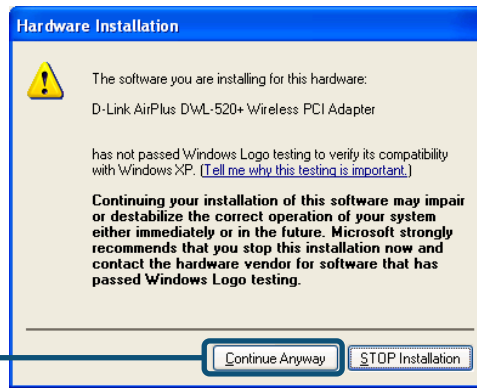 Hardware Installation
The software you are installing for this hardware:
D-Link AirPlus DWL-520+ Wireless PCI Adapter
has not passed Windows Logo testing to verify its compatibility
with Windows XP. (Tell me why this testing is important.)
Continuing your installation of this software may impair
or destabilize the correct operation of your system
either immediately or in the future. Microsoft strongly
recommends that you stop this installation now and
contact the hardware vendor for software that has
passed Windows Logo testing.
Continue Anyway
STOP Installation